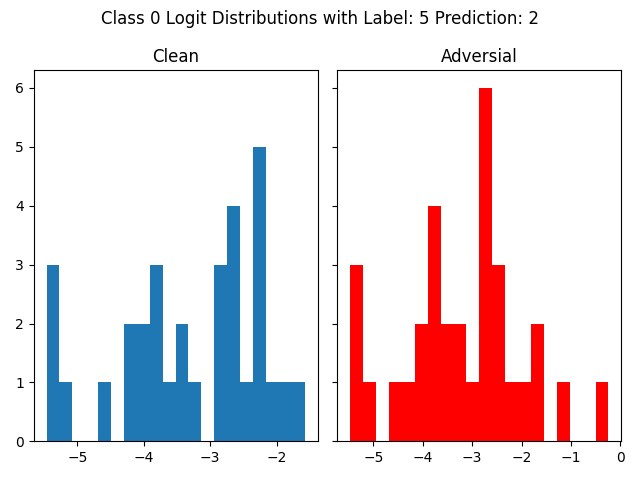 Class 0 Logit Distributions with Label: 5 Prediction: 2
Clean
Adversial
6
5
4
3
2
1
0
−5 −4 −3 −2
−5 −4 −3 −2 −1 0